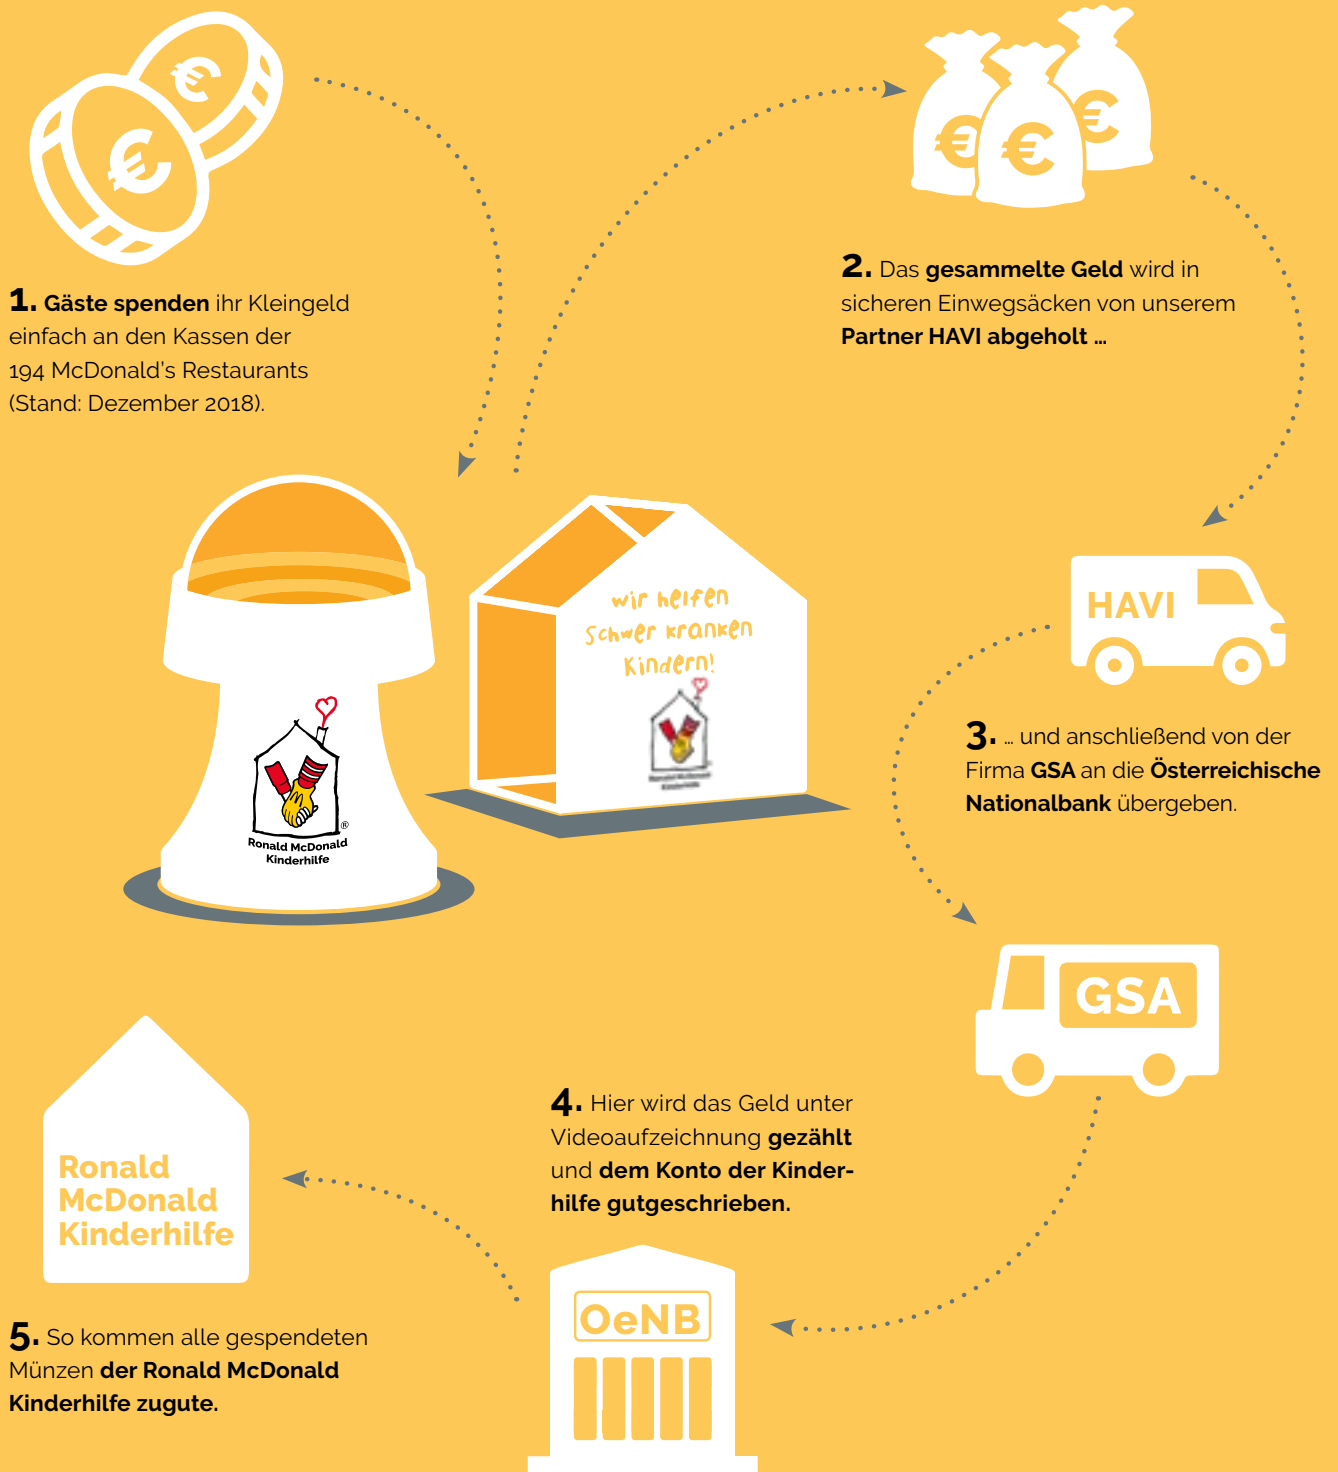 1. Gäste spenden ihr Kleingeld
einfach an den Kassen der
194 McDonald's Restaurants
(Stand: Dezember 2018).
2. Das gesammelte Geld wird in
sicheren Einwegsäcken von unserem
Partner HAVI abgeholt …
wir helfen
Schwer kranken
Kindern!
Ronald McDonald
Kinderhilfe
®
Ronald McDonald
Kinderhilfe
HAVI
3. … und anschließend von der
Firma GSA an die Österreichische
Nationalbank übergeben.
GSA
4. Hier wird das Geld unter
Videoaufzeichnung gezählt
und dem Konto der Kinder-
hilfe gutgeschrieben.
OeNB
Ronald
McDonald
Kinderhilfe
5. So kommen alle gespendeten
Münzen der Ronald McDonald
Kinderhilfe zugute.